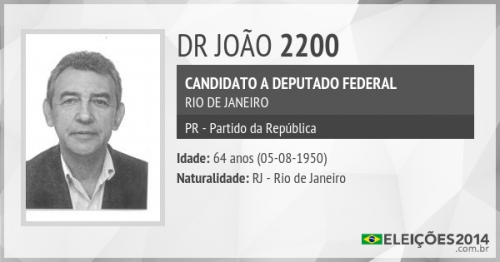 DR JOÃO 2200
CANDIDATO A DEPUTADO FEDERAL
RIO DE JANEIRO
PR - Partido da República
Idade: 64 anos (05-08-1950)
Naturalidade: RJ - Rio de Janeiro
ELEIÇÕES2014
.com.br